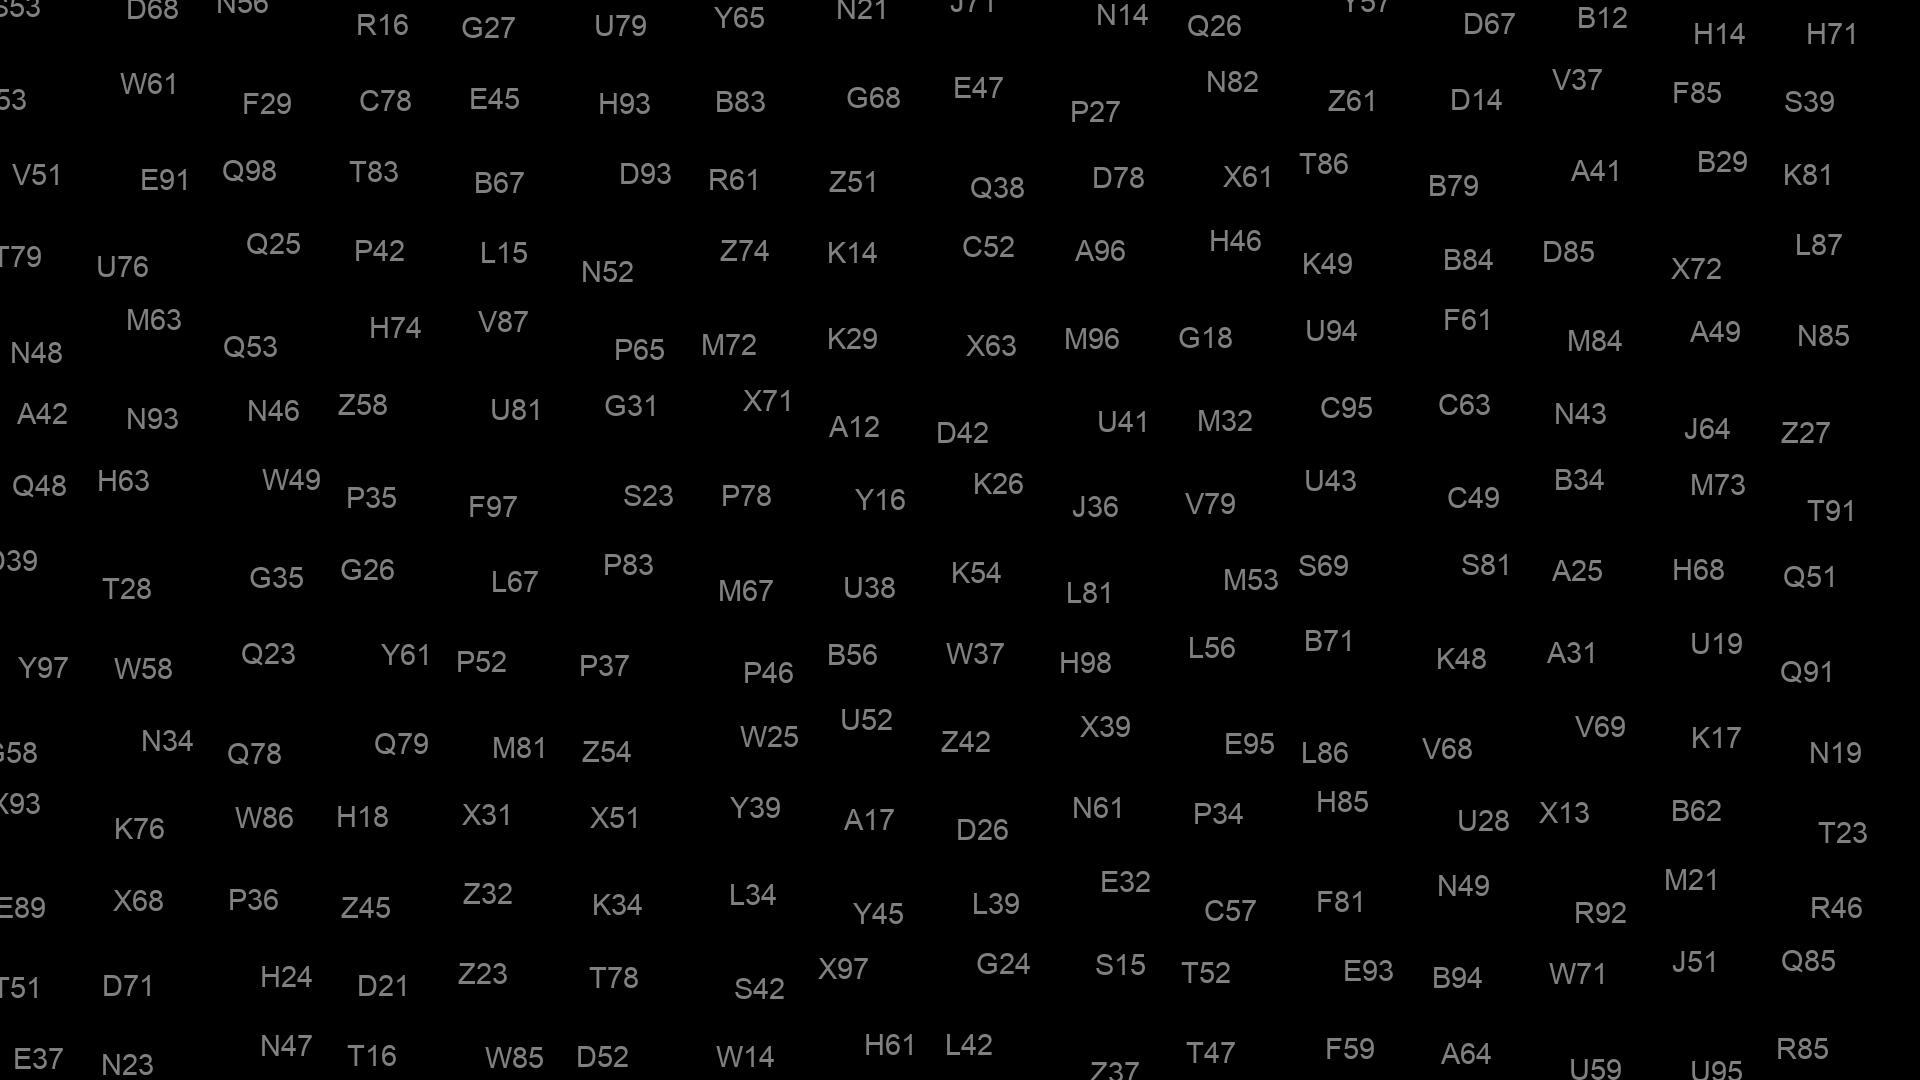 D68 N56 R16 G27 U79 Y65 N21 J71 N14 Q26 Y57 D67 B12 H14 H71
W61 F29 C78 E45 H93 B83 G68 E47 P27 N82 Z61 D14 V37 F85 S39
V51 E91 Q98 T83 B67 D93 R61 Z51 Q38 D78 X61 T86 B79 A41 B29 K81
T79 U76 Q25 P42 L15 N52 Z74 K14 C52 A96 H46 K49 B84 D85 X72 L87
N48 M63 Q53 H74 V87 P65 M72 K29 X63 M96 G18 U94 F61 M84 A49 N85
A42 N93 N46 Z58 U81 G31 X71 A12 D42 U41 M32 C95 C63 N43 J64 Z27
Q48 H63 W49 P35 F97 S23 P78 Y16 K26 J36 V79 U43 C49 B34 M73 T91
T28 G35 G26 L67 P83 M67 U38 K54 L81 M53 S69 S81 A25 H68 Q51
Y97 W58 Q23 Y61 P52 P37 P46 B56 W37 H98 L56 B71 K48 A31 U19 Q91
N34 Q78 Q79 M81 Z54 W25 U52 Z42 X39 E95 L86 V68 V69 K17 N19
K76 W86 H18 X31 X51 Y39 A17 D26 N61 P34 H85 U28 X13 B62 T23
E89 X68 P36 Z45 Z32 K34 L34 Y45 L39 E32 C57 F81 N49 R92 M21 R46
T51 D71 H24 D21 Z23 T78 S42 X97 G24 S15 T52 E93 B94 W71 J51 Q85
E37 N23 N47 T16 W85 D52 W14 H61 L42 Z37 T47 F59 A64 U59 U95 R85